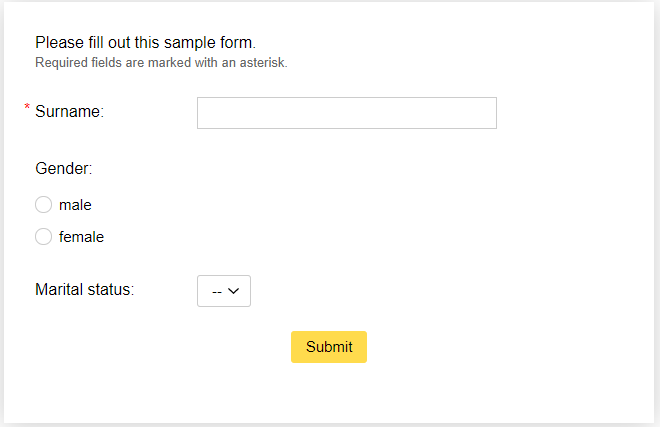 Please fill out this sample form.
Required fields are marked with an asterisk.
* Surname:
Gender:
male
female
Marital status: --
Submit